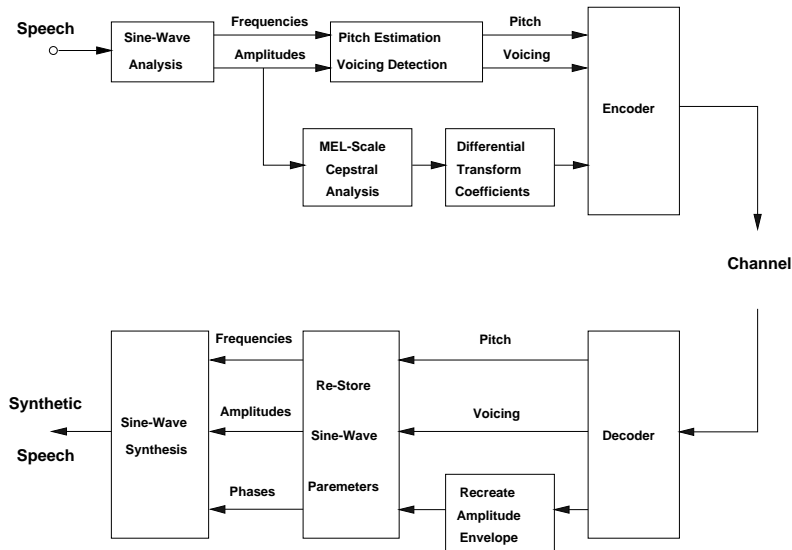 Speech
Sine-Wave
Analysis
Frequencies
Amplitudes
Pitch Estimation
Voicing Detection
Pitch
Voicing
Encoder
MEL-Scale
Cepstral
Analysis
Differential
Transform
Coefficients
Channel
Synthetic
Speech
Sine-Wave
Synthesis
Frequencies
Amplitudes
Phases
Re-Store
Sine-Wave
Paremeters
Pitch
Voicing
Recreate
Amplitude
Envelope
Decoder